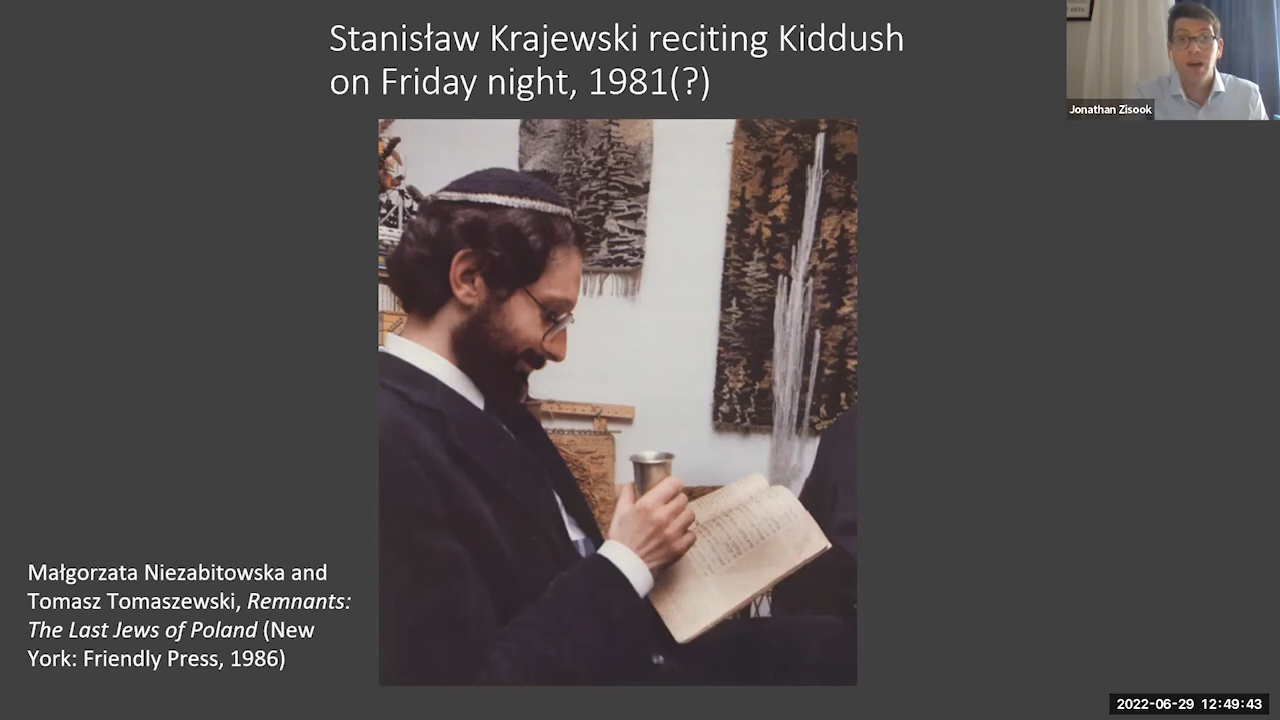 Stanisław Krajewski reciting Kiddush
on Friday night, 1981(?)
Jonathan Zisook
Małgorzata Niezabitowska and
Tomasz Tomaszewski, Remnants:
The Last Jews of Poland (New
York: Friendly Press, 1986)
2022-06-29 12:49:43